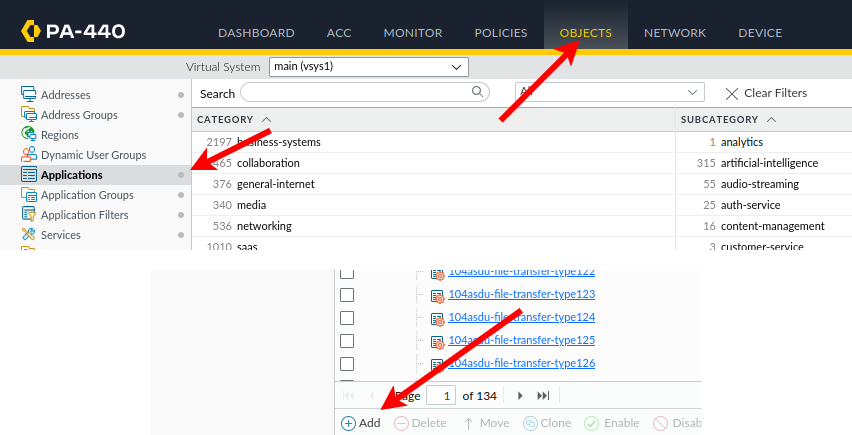 PA-440
DASHBOARD ACC MONITOR POLICIES OBJECTS NETWORK DEVICE
Virtual System main (vsys1)
Addresses
Address Groups
Regions
Dynamic User Groups
Applications
Application Groups
Application Filters
Services
Search All Clear Filters
CATEGORY SUBCATEGORY
2197 business-systems 1 analytics
465 collaboration 315 artificial-intelligence
376 general-internet 55 audio-streaming
340 media 25 auth-service
536 networking 16 content-management
1010 saas 3 customer-service
104asdu-file-transfer-type122
104asdu-file-transfer-type123
104asdu-file-transfer-type124
104asdu-file-transfer-type125
104asdu-file-transfer-type126
Page 1 of 134
Add Delete Move Clone Enable Disab